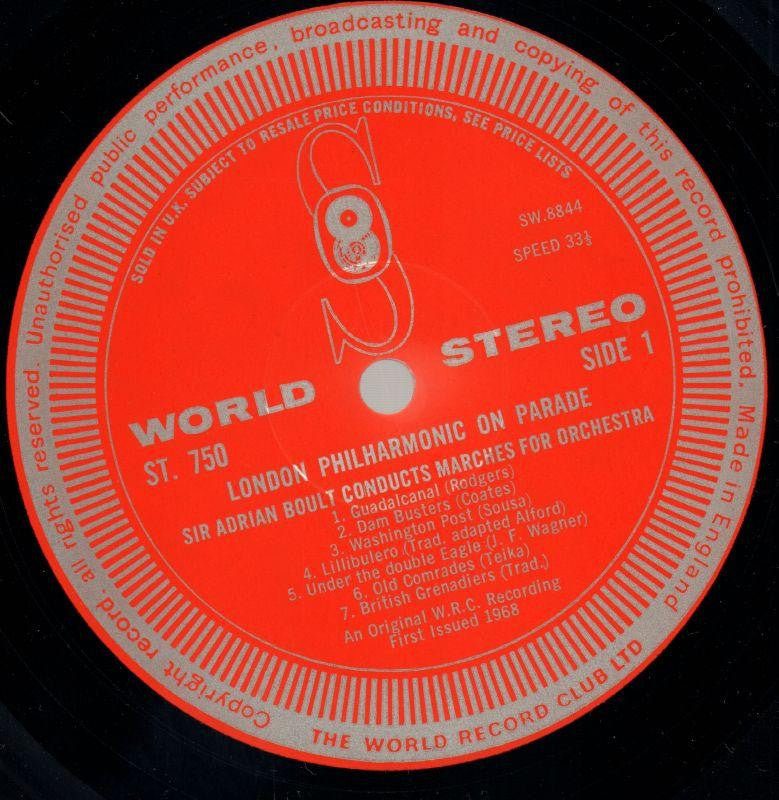 Copyright record. all rights reserved. Unauthorised public performance, broadcasting and copying of this record prohibited. Made in England
THE WORLD RECORD CLUB LTD
SOLD IN U.K. SUBJECT TO RESALE PRICE CONDITIONS, SEE PRICE LISTS
SW.8844
SPEED 33⅓
WORLD STEREO
ST. 750 SIDE 1
LONDON PHILHARMONIC ON PARADE
SIR ADRIAN BOULT CONDUCTS MARCHES FOR ORCHESTRA
1. Guadalcanal (Rodgers)
2. Dam Busters (Coates)
3. Washington Post (Sousa)
4. Lillibulero (Trad. adapted Alford)
5. Under the double Eagle (J. F. Wagner)
6. Old Comrades (Teika)
7. British Grenadiers (Trad.)
An Original W.R.C. Recording
First Issued 1968